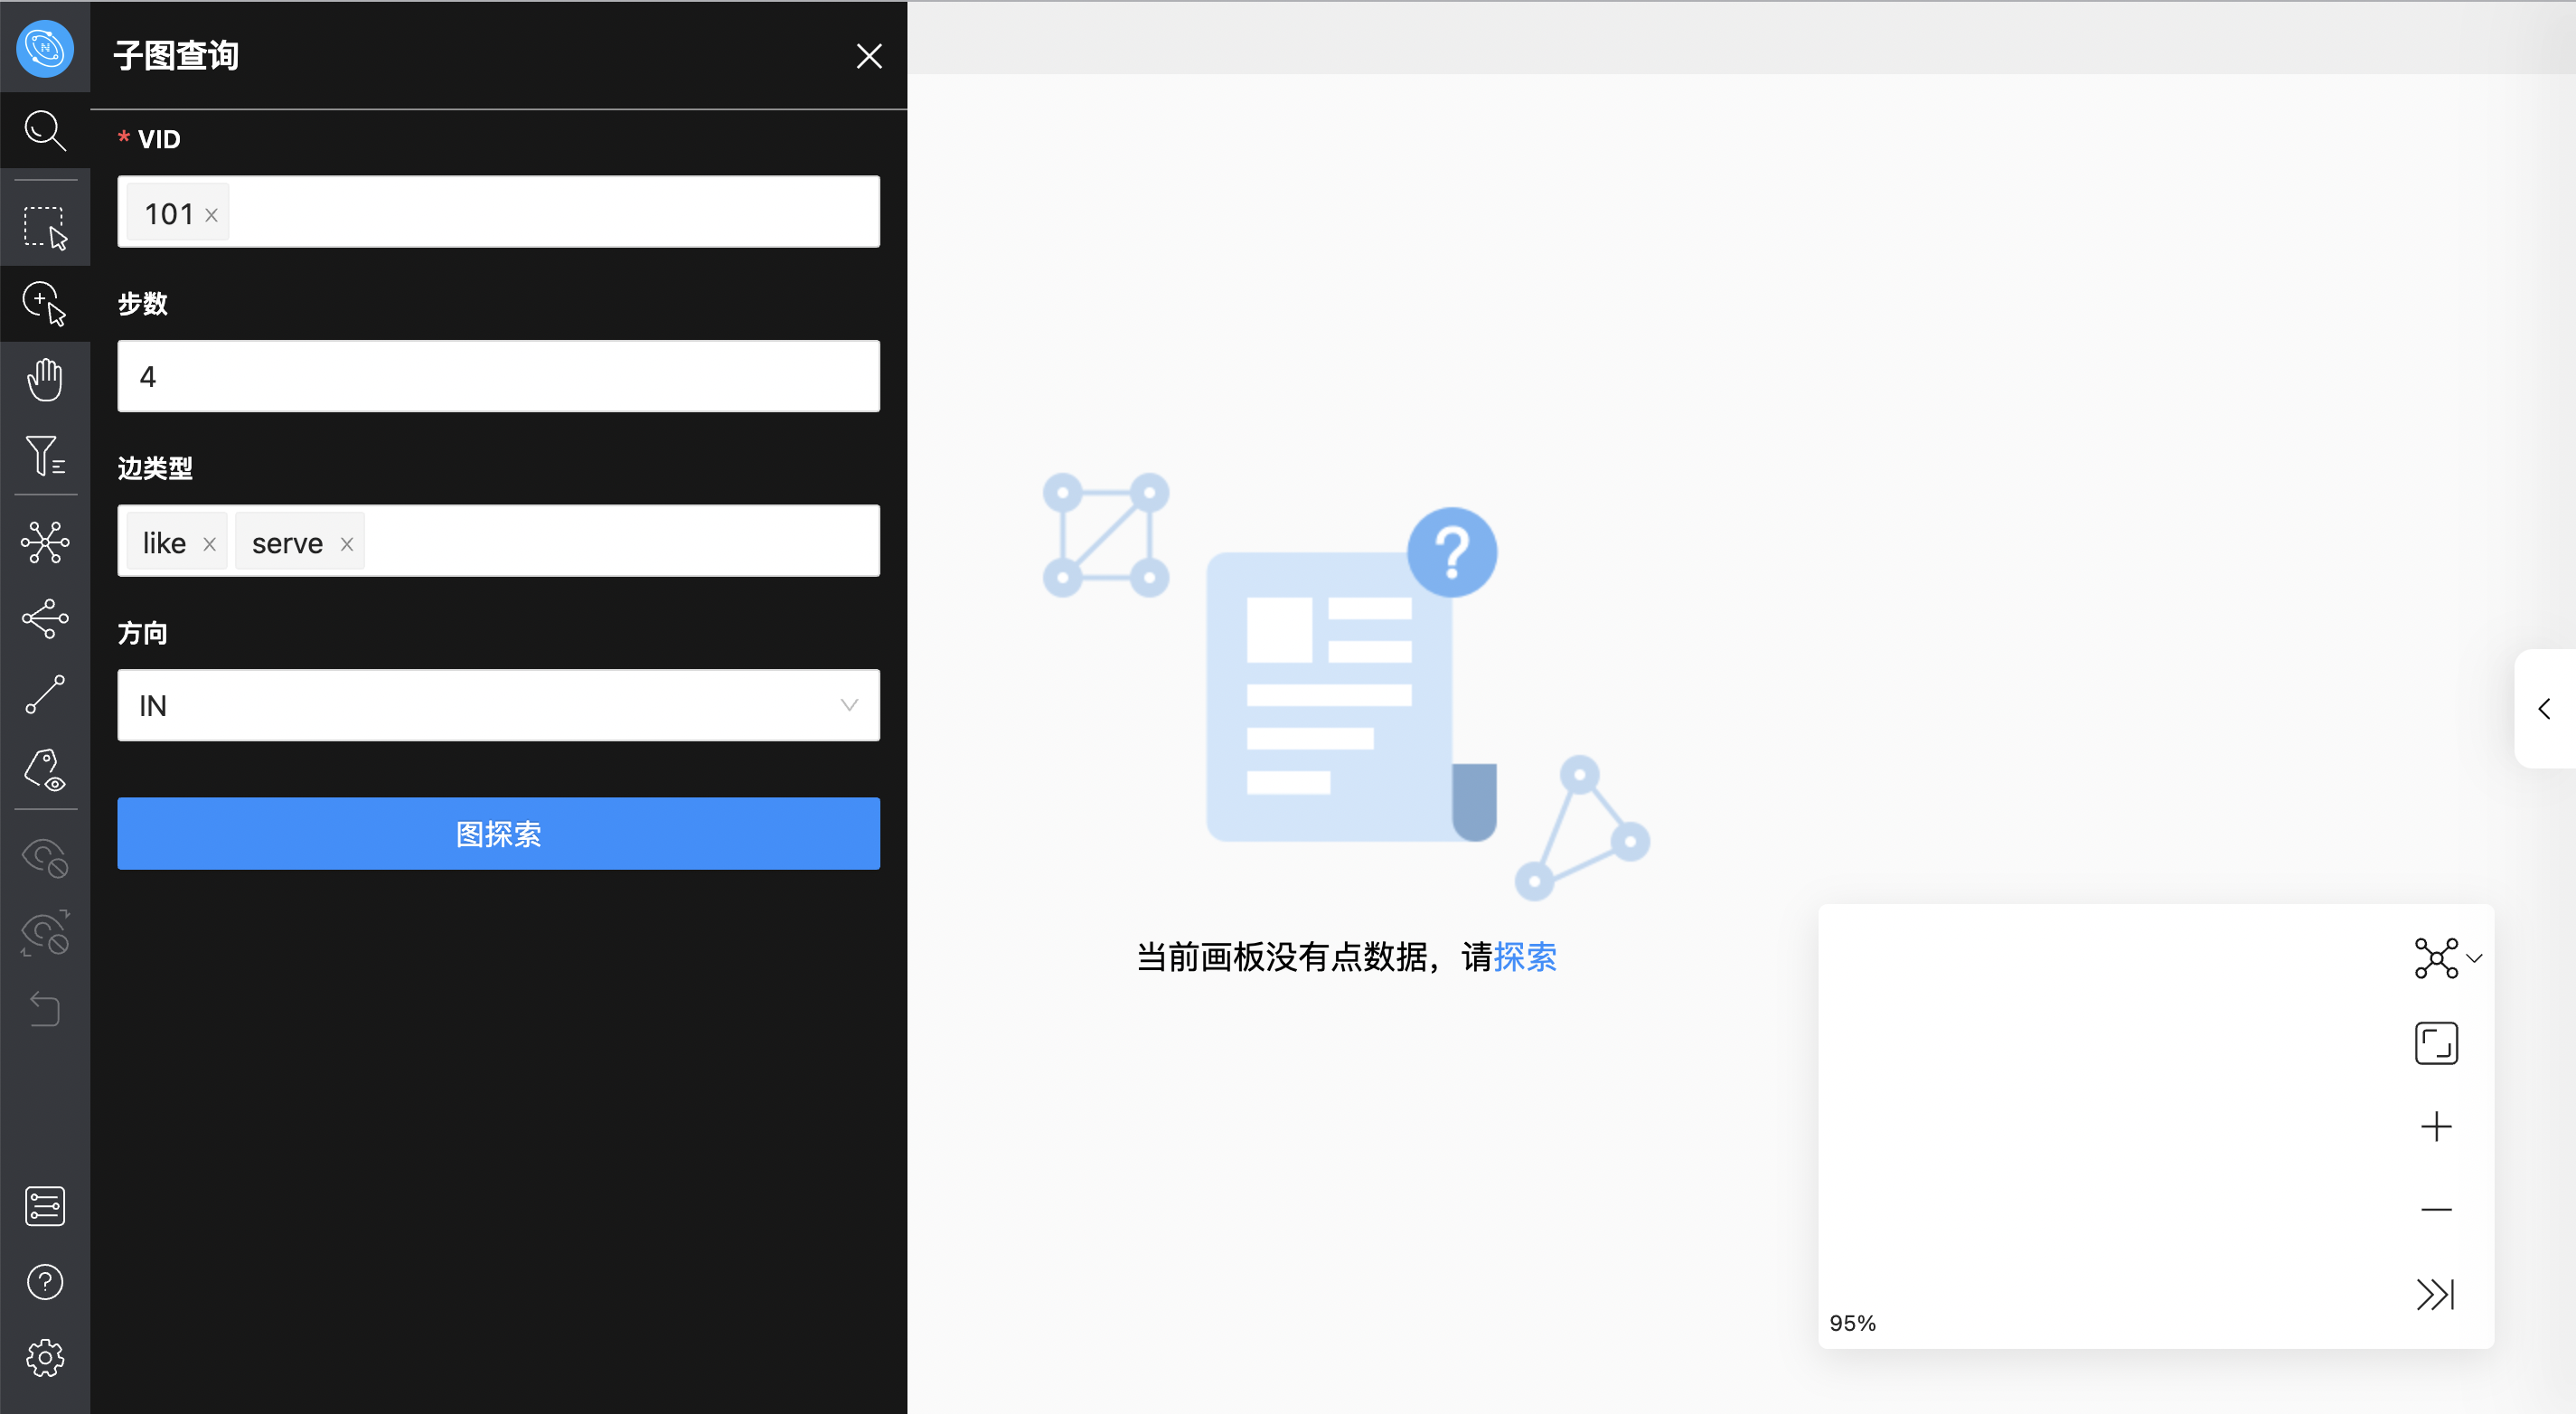 子图查询
* VID
101
步数
4
边类型
like serve
方向
IN
图探索
当前画板没有点数据，请探索
95%